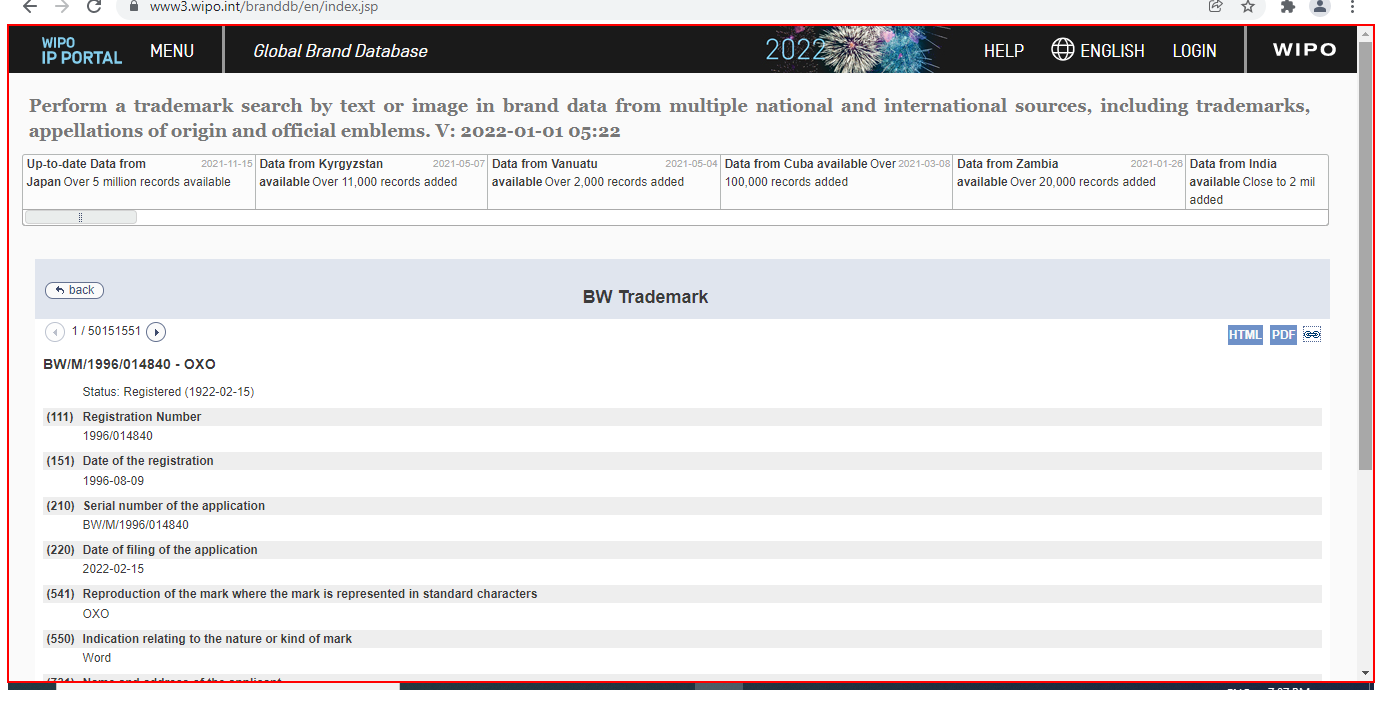 www3.wipo.int/branddb/en/index.jsp
WIPO
IP PORTAL
MENU
Global Brand Database
2022
HELP
ENGLISH
LOGIN
WIPO
Perform a trademark search by text or image in brand data from multiple national and international sources, including trademarks,
appellations of origin and official emblems. V: 2022-01-01 05:22
Up-to-date Data from 2021-11-15
Japan Over 5 million records available
Data from Kyrgyzstan 2021-05-07
available Over 11,000 records added
Data from Vanuatu 2021-05-04
available Over 2,000 records added
Data from Cuba available Over 2021-03-08
100,000 records added
Data from Zambia 2021-01-26
available Over 20,000 records added
Data from India
available Close to 2 mil
added
back
BW Trademark
1 / 50151551
HTML PDF
BW/M/1996/014840 - OXO
Status: Registered (1922-02-15)
(111) Registration Number
1996/014840
(151) Date of the registration
1996-08-09
(210) Serial number of the application
BW/M/1996/014840
(220) Date of filing of the application
2022-02-15
(541) Reproduction of the mark where the mark is represented in standard characters
OXO
(550) Indication relating to the nature or kind of mark
Word
(731) Name and address of the applicant